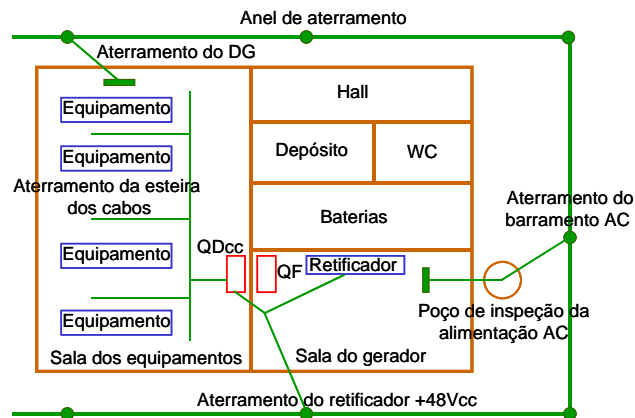 Anel de aterramento
Aterramento do DG
Equipamento
Hall
Equipamento
Depósito
WC
Aterramento da esteira
dos cabos
Baterias
Aterramento do
barramento AC
QDcc
Equipamento
QF
Retificador
Equipamento
Poço de inspeção da
alimentação AC
Sala dos equipamentos
Sala do gerador
Aterramento do retificador +48Vcc